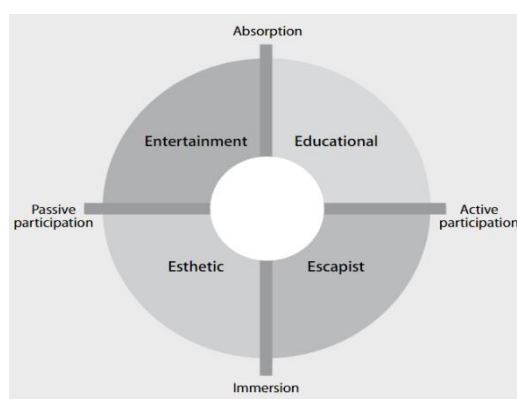 Absorption
Entertainment
Educational
Passive
participation
Active
participation
Esthetic
Escapist
Immersion